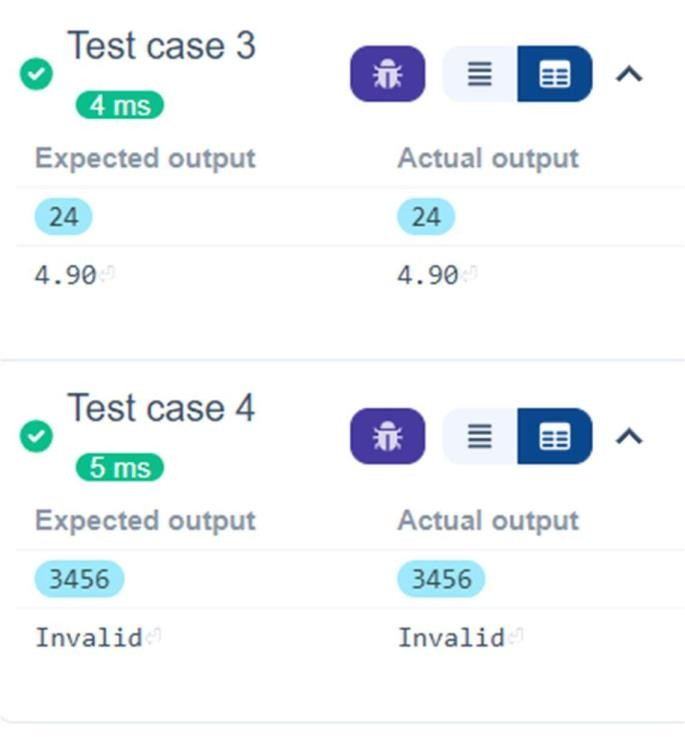 Test case 3
4 ms
Expected output Actual output
24 24
4.90 4.90
Test case 4
5 ms
Expected output Actual output
3456 3456
Invalid Invalid